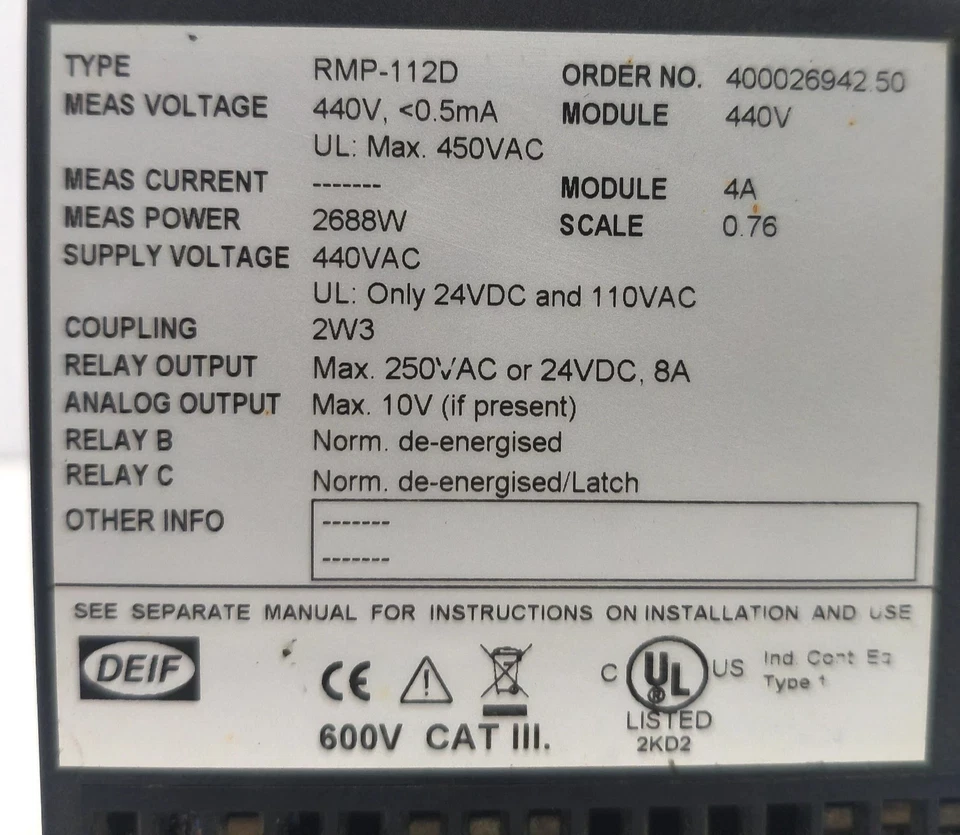 TYPE RMP-112D ORDER NO. 400026942.50
MEAS VOLTAGE 440V, <0.5mA MODULE 440V
UL: Max. 450VAC
MEAS CURRENT ------- MODULE 4A
MEAS POWER 2688W SCALE 0.76
SUPPLY VOLTAGE 440VAC
UL: Only 24VDC and 110VAC
COUPLING 2W3
RELAY OUTPUT Max. 250VAC or 24VDC, 8A
ANALOG OUTPUT Max. 10V (if present)
RELAY B Norm. de-energised
RELAY C Norm. de-energised/Latch
OTHER INFO -------
-------
SEE SEPARATE MANUAL FOR INSTRUCTIONS ON INSTALLATION AND USE
DEIF CE C UL ® US Ind. Cont. Eq
Type 1
LISTED
600V CAT III. 2KD2